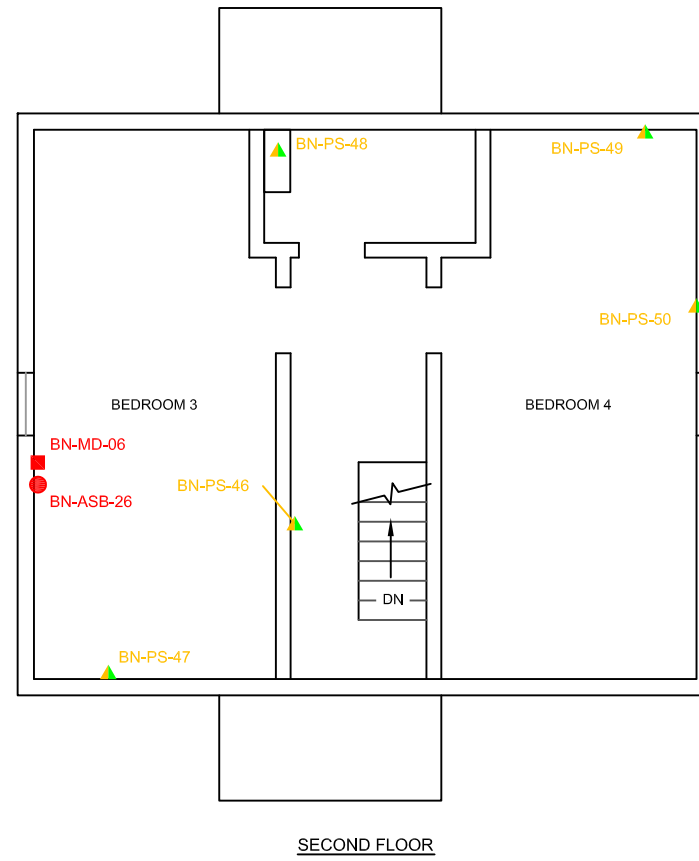 BN-PS-48
BN-PS-49
BN-PS-50
BEDROOM 3
BEDROOM 4
BN-MD-06
BN-PS-46
BN-ASB-26
DN
BN-PS-47
SECOND FLOOR